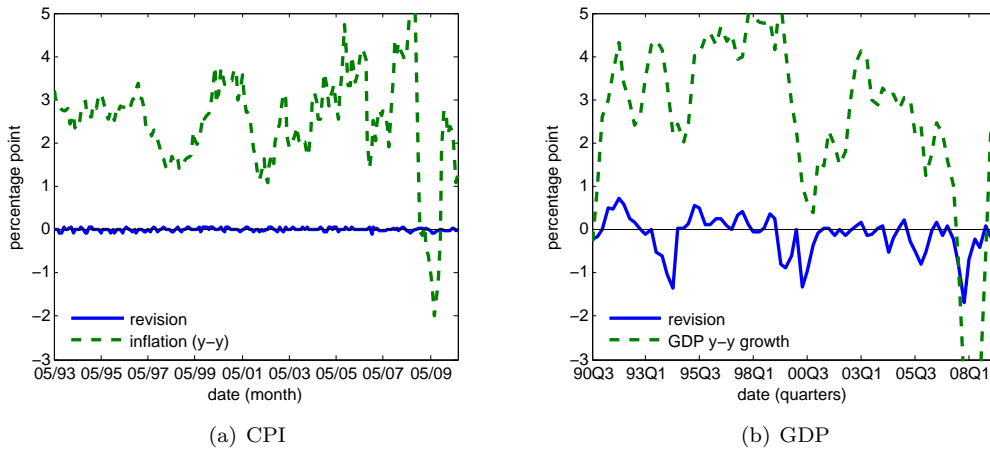 5
4
3
2
1
0
−1
−2
−3
percentage point
revision
inflation (y−y)
05/93 05/95 05/97 05/99 05/01 05/03 05/05 05/07 05/09
date (month)
(a) CPI
5
4
3
2
1
0
−1
−2
−3
percentage point
revision
GDP y−y growth
90Q3 93Q1 95Q3 98Q1 00Q3 03Q1 05Q3 08Q1
date (quarters)
(b) GDP